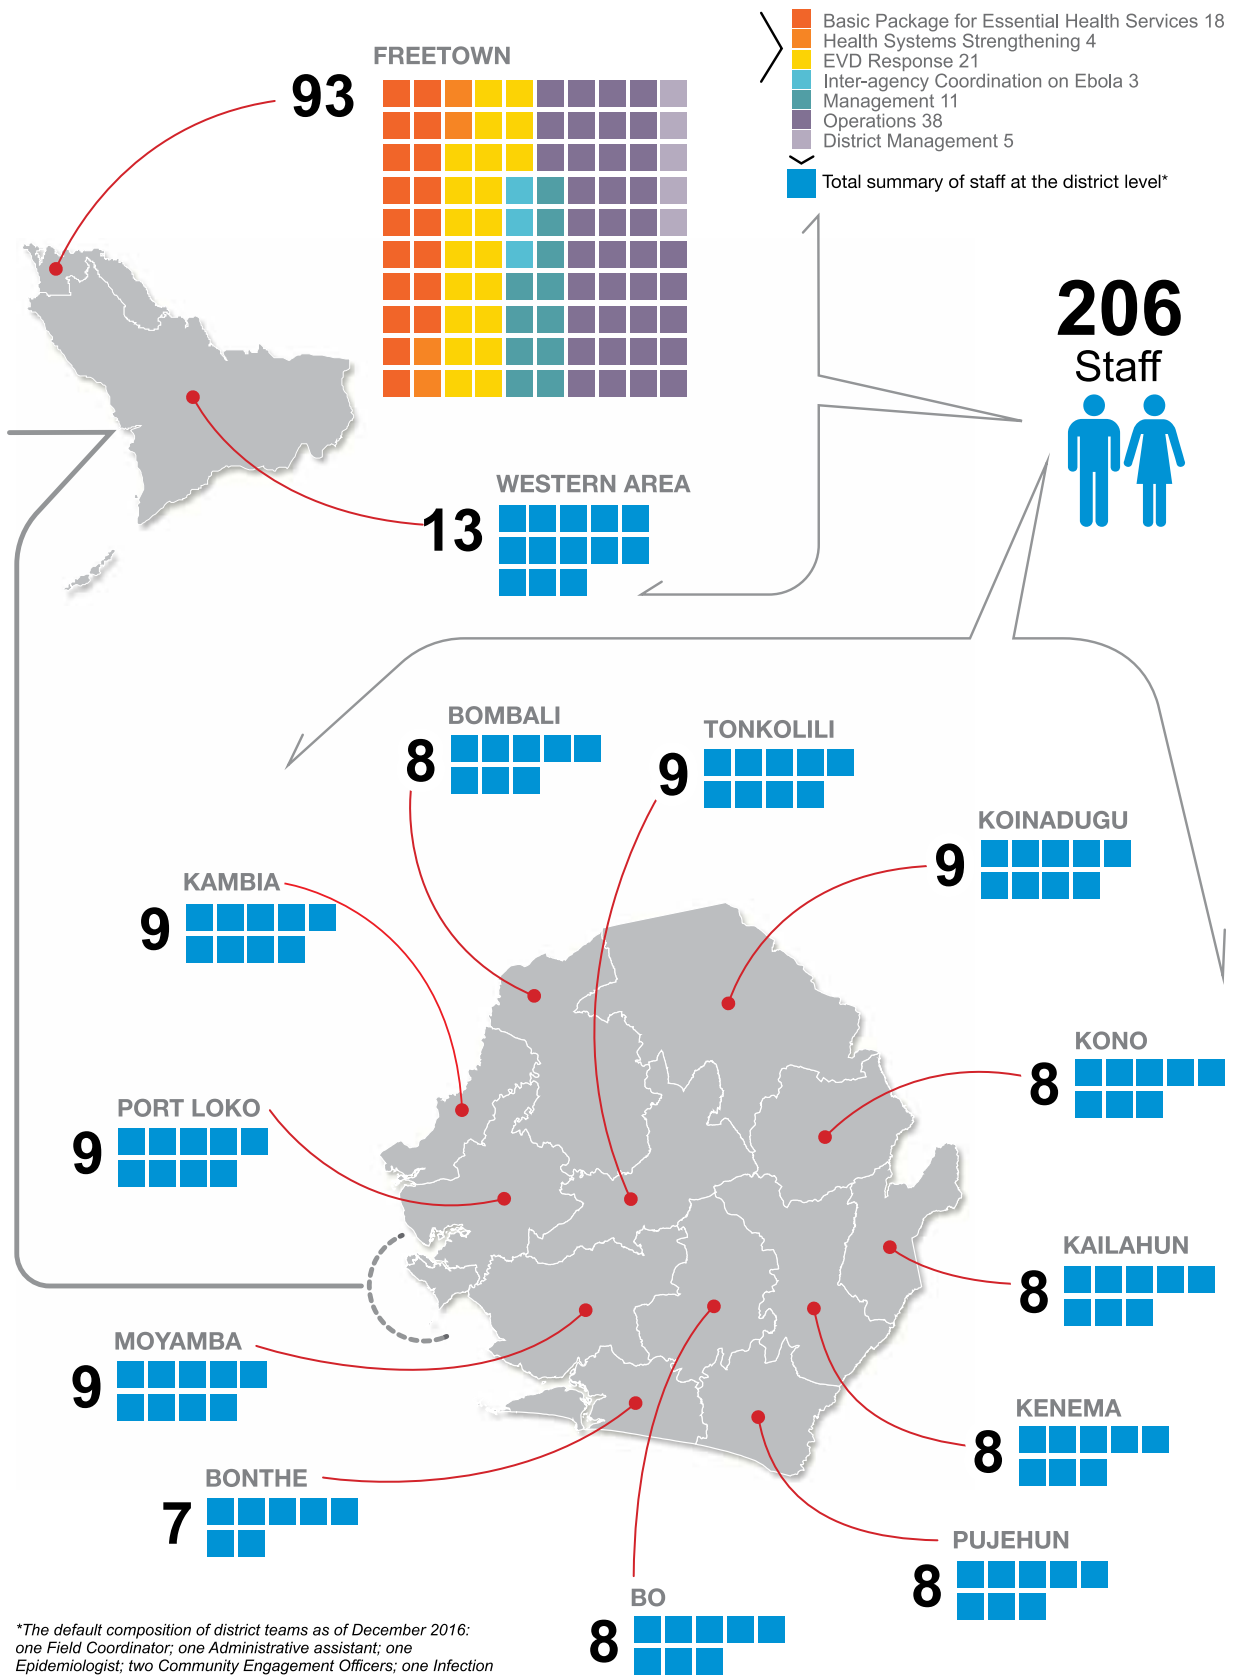 FREETOWN
93
Basic Package for Essential Health Services 18
Health Systems Strengthening 4
EVD Response 21
Inter-agency Coordination on Ebola 3
Management 11
Operations 38
District Management 5
Total summary of staff at the district level*
206
Staff
WESTERN AREA
13
BOMBALI
8
TONKOLILI
9
KOINADUGU
9
KAMBIA
9
KONO
8
PORT LOKO
9
KAILAHUN
8
MOYAMBA
9
KENEMA
8
BONTHE
7
PUJEHUN
8
BO
8
*The default composition of district teams as of December 2016:
one Field Coordinator; one Administrative assistant; one
Epidemiologist; two Community Engagement Officers; one Infection